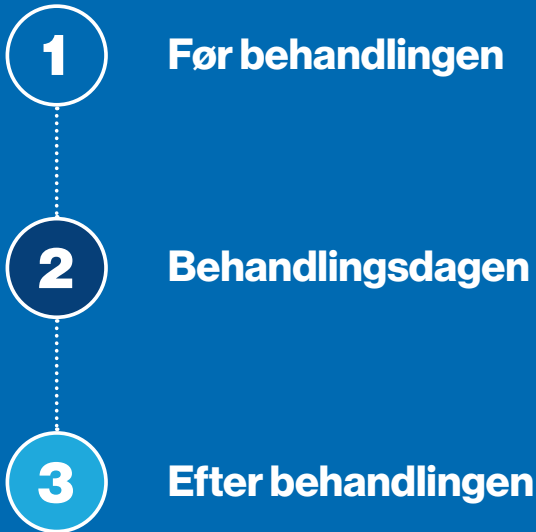 1 Før behandlingen
2 Behandlingsdagen
3 Efter behandlingen